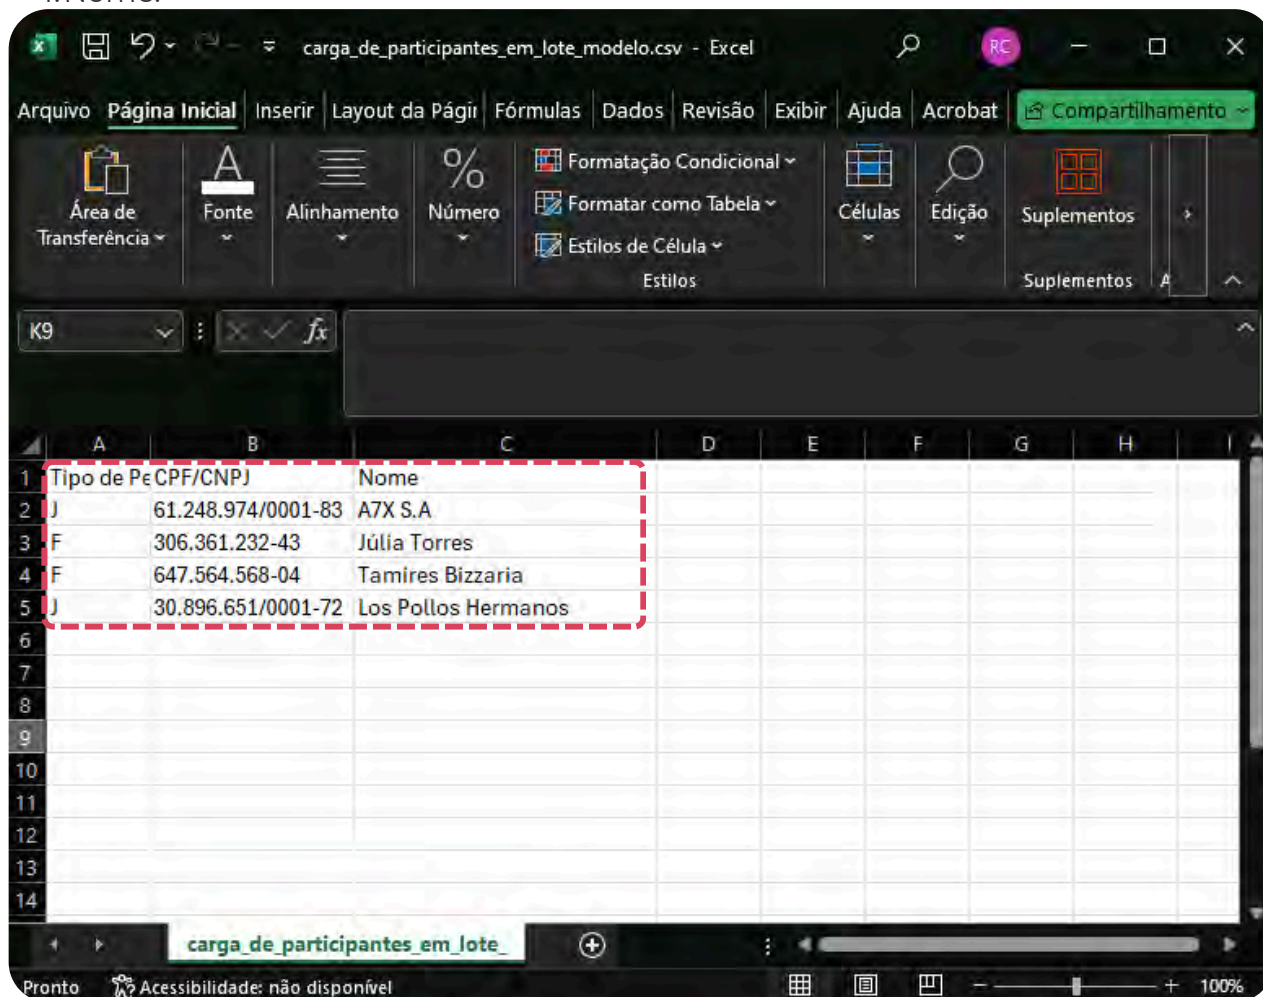 carga_de_participantes_em_lote_modelo.csv - Excel RC
Arquivo Página Inicial Inserir Layout da Págir Fórmulas Dados Revisão Exibir Ajuda Acrobat Compartilhamento
Área de Transferência Fonte Alinhamento Número
Formatação Condicional
Formatar como Tabela
Estilos de Célula
Estilos
Células Edição Suplementos
Suplementos A
K9 fx
A B C D E F G H I
1 Tipo de Pe CPF/CNPJ Nome
2 J 61.248.974/0001-83 A7X S.A
3 F 306.361.232-43 Júlia Torres
4 F 647.564.568-04 Tamires Bizzaria
5 J 30.896.651/0001-72 Los Pollos Hermanos
6
7
8
9
10
11
12
13
14
carga_de_participantes_em_lote_
Pronto Acessibilidade: não disponível 100%